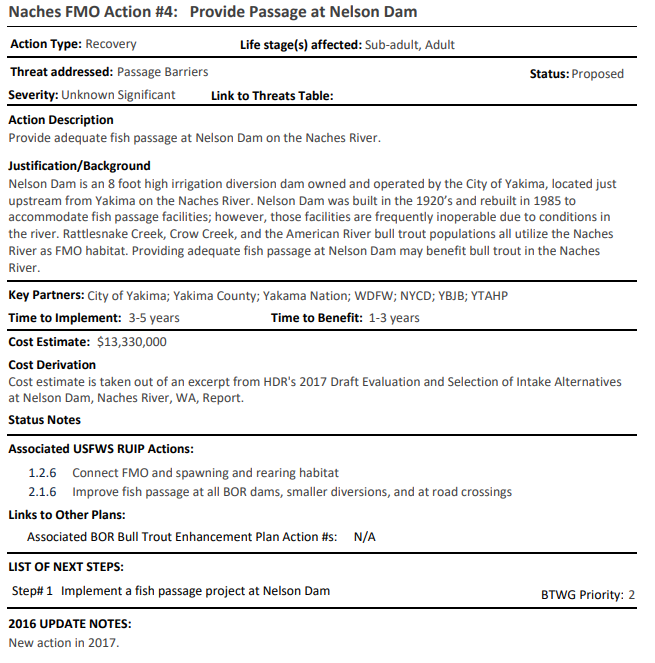 Naches FMO Action #4: Provide Passage at Nelson Dam
Action Type: Recovery Life stage(s) affected: Sub-adult, Adult
Threat addressed: Passage Barriers Status: Proposed
Severity: Unknown Significant Link to Threats Table:
Action Description
Provide adequate fish passage at Nelson Dam on the Naches River.
Justification/Background
Nelson Dam is an 8 foot high irrigation diversion dam owned and operated by the City of Yakima, located just
upstream from Yakima on the Naches River. Nelson Dam was built in the 1920's and rebuilt in 1985 to
accommodate fish passage facilities; however, those facilities are frequently inoperable due to conditions in
the river. Rattlesnake Creek, Crow Creek, and the American River bull trout populations all utilize the Naches
River as FMO habitat. Providing adequate fish passage at Nelson Dam may benefit bull trout in the Naches
River.
Key Partners: City of Yakima; Yakima County; Yakama Nation; WDFW; NYCD; YBJB; YTAHP
Time to Implement: 3-5 years Time to Benefit: 1-3 years
Cost Estimate: $13,330,000
Cost Derivation
Cost estimate is taken out of an excerpt from HDR's 2017 Draft Evaluation and Selection of Intake Alternatives
at Nelson Dam, Naches River, WA, Report.
Status Notes
Associated USFWS RUIP Actions:
1.2.6 Connect FMO and spawning and rearing habitat
2.1.6 Improve fish passage at all BOR dams, smaller diversions, and at road crossings
Links to Other Plans:
Associated BOR Bull Trout Enhancement Plan Action #s: N/A
LIST OF NEXT STEPS:
Step# 1 Implement a fish passage project at Nelson Dam
BTWG Priority: 2
2016 UPDATE NOTES:
New action in 2017.